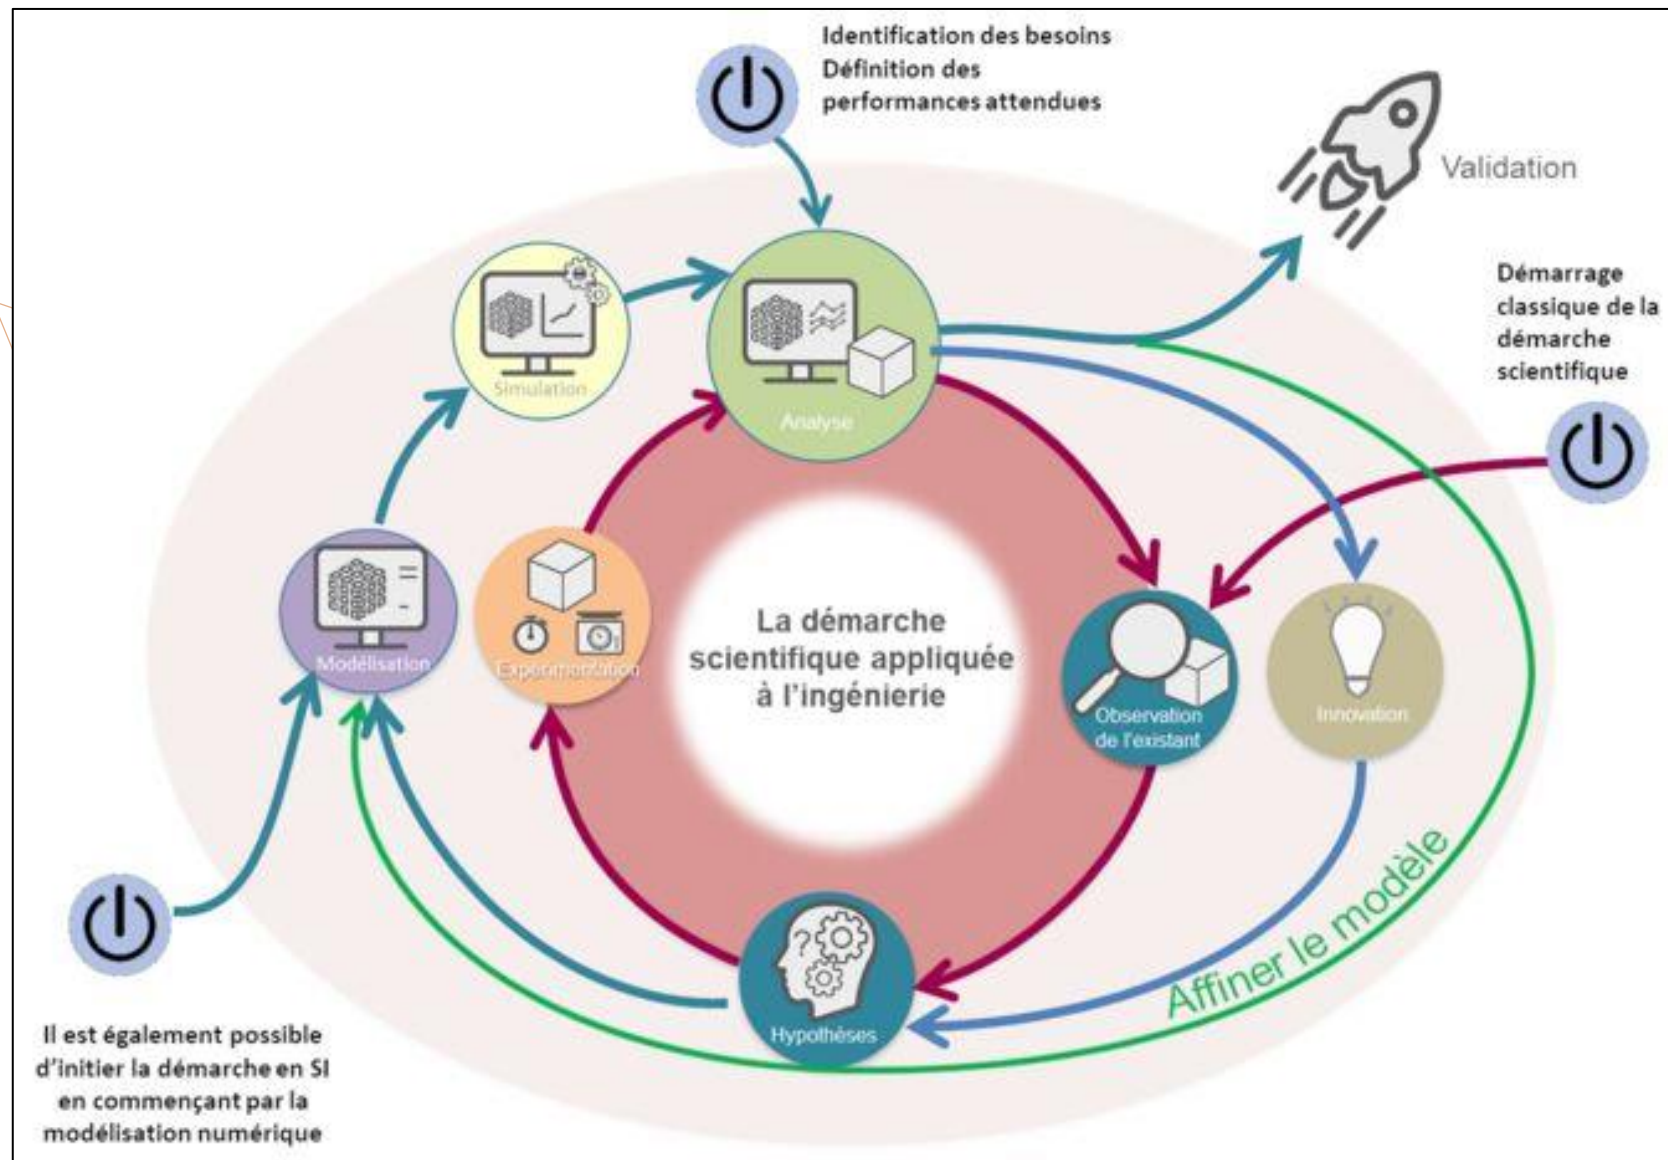 Identification des besoins
Définition des
performances attendues
Validation
Démarrage
classique de la
démarche
scientifique
Simulation
Analyse
Modélisation
Expérimentation
La démarche
scientifique appliquée
à l'ingénierie
Observation
de l'existant
Innovation
Affiner le modèle
?
Hypothèses
Il est également possible
d'initier la démarche en SI
en commençant par la
modélisation numérique